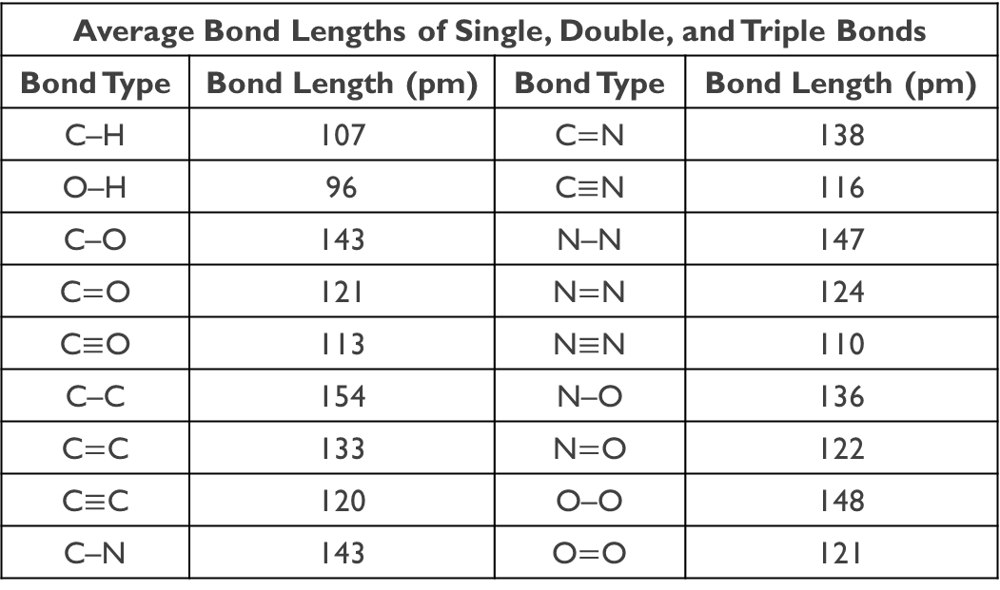 Average Bond Lengths of Single, Double, and Triple Bonds
Bond Type Bond Length (pm) Bond Type Bond Length (pm)
C–H 107 C=N 138
O–H 96 C≡N 116
C–O 143 N–N 147
C=O 121 N=N 124
C≡O 113 N≡N 110
C–C 154 N–O 136
C=C 133 N=O 122
C≡C 120 O–O 148
C–N 143 O=O 121